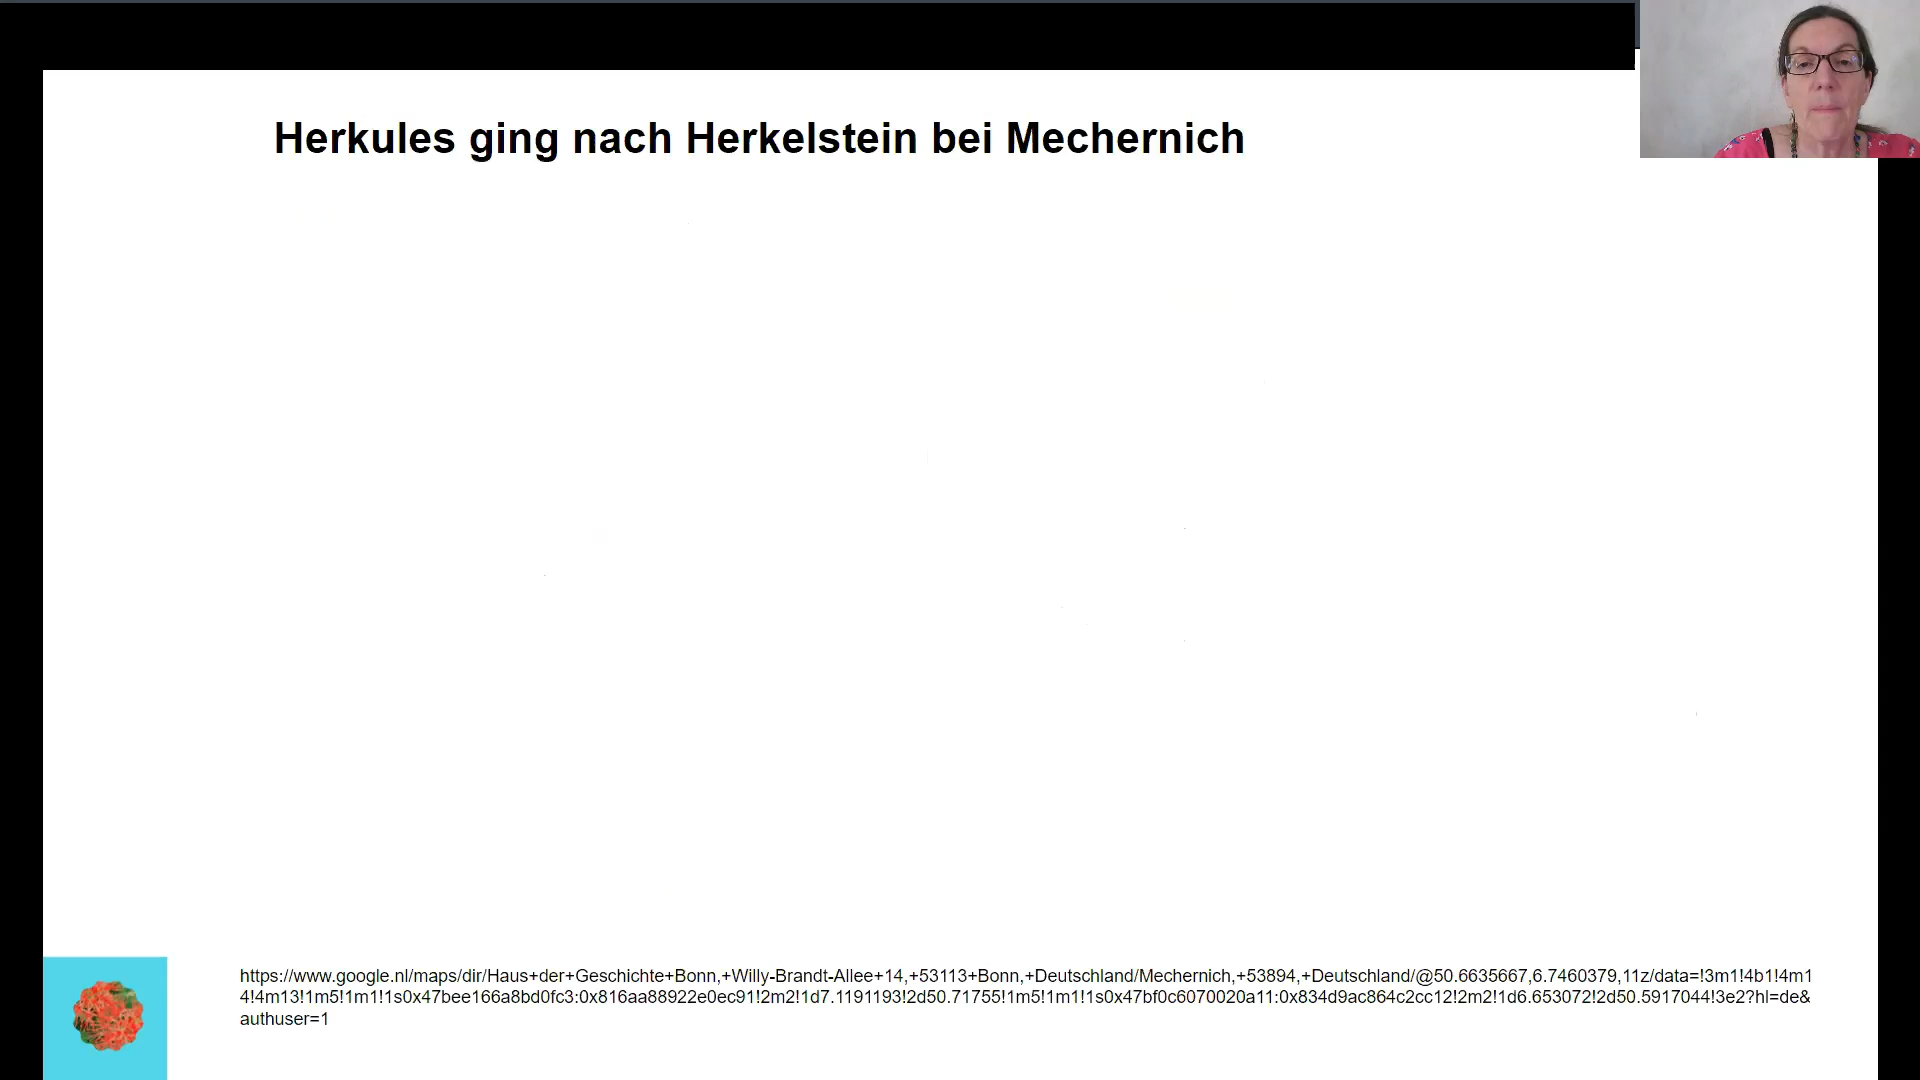 Herkules ging nach Herkelstein bei Mechernich
https://www.google.nl/maps/dir/Haus+der+Geschichte+Bonn,+Willy-Brandt-Allee+14,+53113+Bonn,+Deutschland/Mechernich,+53894,+Deutschland/@50.6635667,6.7460379,11z/data=!3m1!4b1!4m1
4!4m13!1m5!1m1!1s0x47bee166a8bd0fc3:0x816aa88922e0ec91!2m2!1d7.1191193!2d50.71755!1m5!1m1!1s0x47bf0c6070020a11:0x834d9ac864c2cc12!2m2!1d6.653072!2d50.5917044!3e2?hl=de&
authuser=1